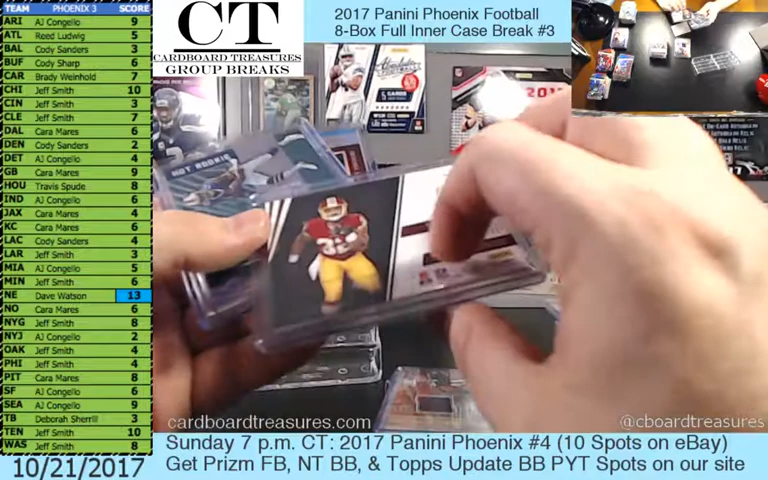 TEAM PHOENIX 3 SCORE
ARI AJ Congello 9
ATL Reed Ludwig 5
BAL Cody Sanders 3
BUF Cody Sharp 6
CAR Brady Weinhold 7
CHI Jeff Smith 10
CIN Jeff Smith 3
CLE Jeff Smith 7
DAL Cara Mares 6
DEN Cody Sanders 2
DET AJ Congello 4
GB Cara Mares 9
HOU Travis Spude 8
IND AJ Congello 6
JAX Cara Mares 4
KC Cara Mares 6
LAC Cody Sanders 4
LAR Jeff Smith 3
MIA AJ Congello 5
MIN Jeff Smith 6
NE Dave Watson 13
NO Cara Mares 6
NYG Jeff Smith 8
NYJ AJ Congello 2
OAK Jeff Smith 4
PHI Jeff Smith 4
PIT Cara Mares 8
SF AJ Congello 6
SEA AJ Congello 9
TB Deborah Sherrill 3
TEN Jeff Smith 10
WAS Jeff Smith 8
10/21/2017
CT
CARDBOARD TREASURES
GROUP BREAKS
2017 Panini Phoenix Football
8-Box Full Inner Case Break #3
Absolute
5 CARDS
201
HOT ROOKIE
cardboardtreasures.com
@cboardtreasures
Sunday 7 p.m. CT: 2017 Panini Phoenix #4 (10 Spots on eBay)
Get Prizm FB, NT BB, & Topps Update BB PYT Spots on our site